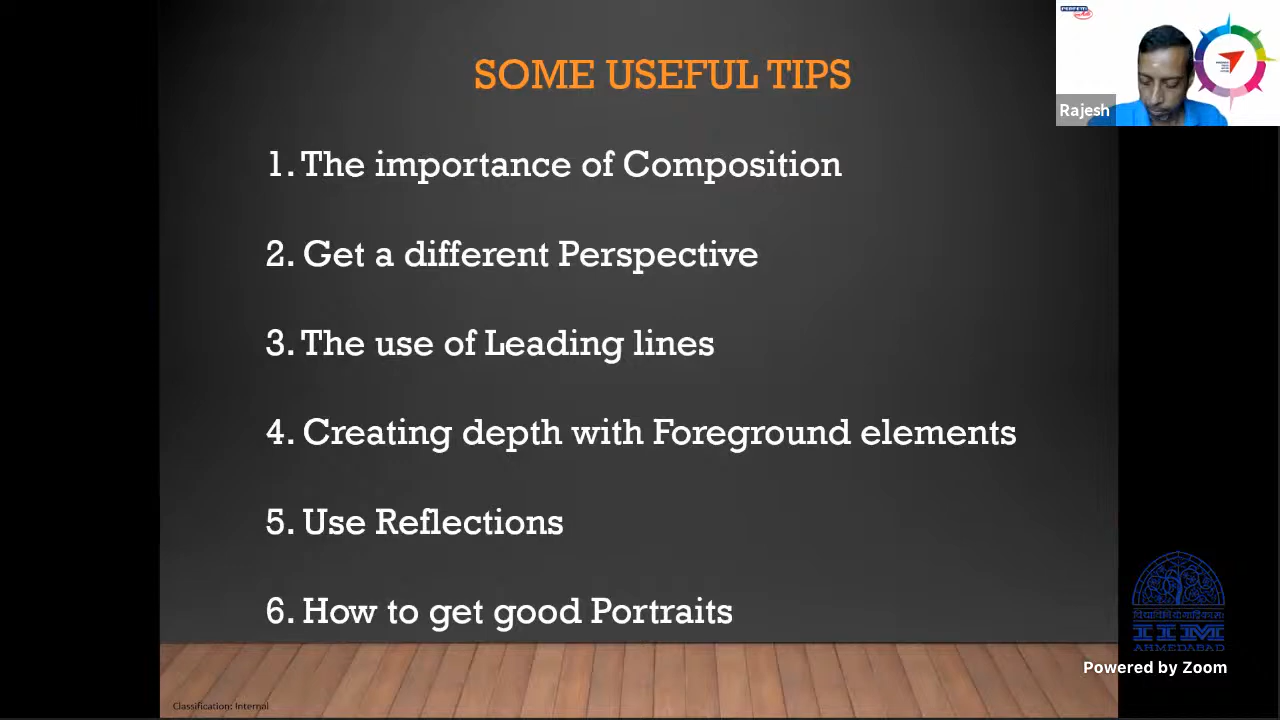 SOME USEFUL TIPS
1. The importance of Composition
2. Get a different Perspective
3. The use of Leading lines
4. Creating depth with Foreground elements
5. Use Reflections
6. How to get good Portraits
Classification: Internal
PERFETTI
Rajesh
IIM
AHMEDABAD
Powered by Zoom